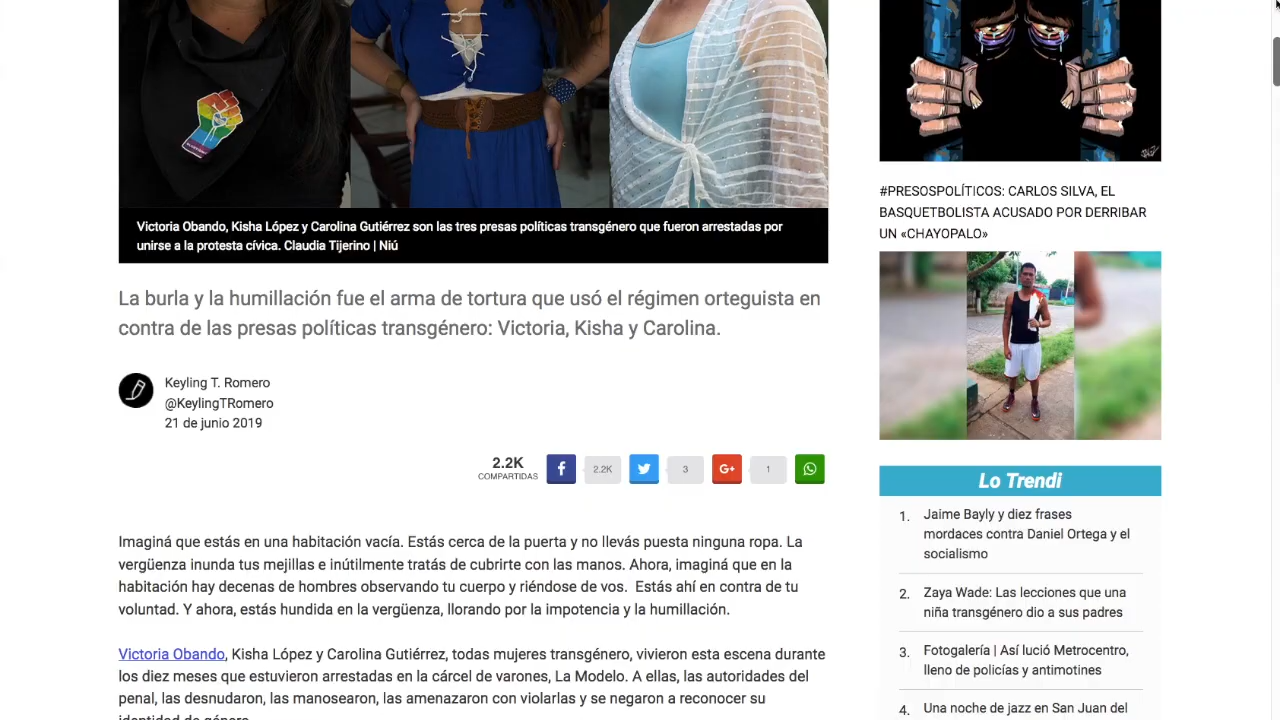 Victoria Obando, Kisha López y Carolina Gutiérrez son las tres presas políticas transgénero que fueron arrestadas por
unirse a la protesta cívica. Claudia Tijerino | Niú
La burla y la humillación fue el arma de tortura que usó el régimen orteguista en
contra de las presas políticas transgénero: Victoria, Kisha y Carolina.
Keyling T. Romero
@KeylingTRomero
21 de junio 2019
2.2K
COMPARTIDAS
2.2K
3
1
Imaginá que estás en una habitación vacía. Estás cerca de la puerta y no llevás puesta ninguna ropa. La
vergüenza inunda tus mejillas e inútilmente tratás de cubrirte con las manos. Ahora, imaginá que en la
habitación hay decenas de hombres observando tu cuerpo y riéndose de vos. Estás ahí en contra de tu
voluntad. Y ahora, estás hundida en la vergüenza, llorando por la impotencia y la humillación.
Victoria Obando, Kisha López y Carolina Gutiérrez, todas mujeres transgénero, vivieron esta escena durante
los diez meses que estuvieron arrestadas en la cárcel de varones, La Modelo. A ellas, las autoridades del
penal, las desnudaron, las manosearon, las amenazaron con violarlas y se negaron a reconocer su
identidad de género.
#PRESOSPOLÍTICOS: CARLOS SILVA, EL
BASQUETBOLISTA ACUSADO POR DERRIBAR
UN «CHAYOPALO»
Lo Trendi
1. Jaime Bayly y diez frases
mordaces contra Daniel Ortega y el
socialismo
2. Zaya Wade: Las lecciones que una
niña transgénero dio a sus padres
3. Fotogalería | Así lució Metrocentro,
lleno de policías y antimotines
4. Una noche de jazz en San Juan del